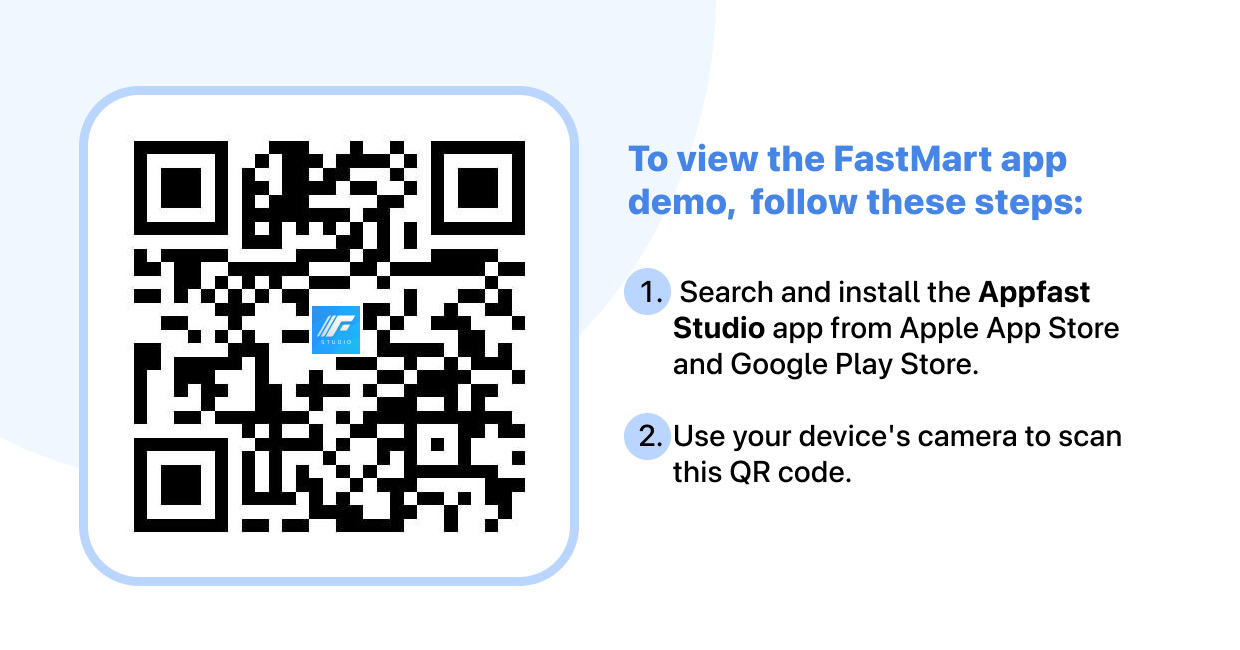 To view the FastMart app
demo, follow these steps:
1. Search and install the Appfast
Studio app from Apple App Store
and Google Play Store.
2. Use your device's camera to scan
this QR code.
STUDIO